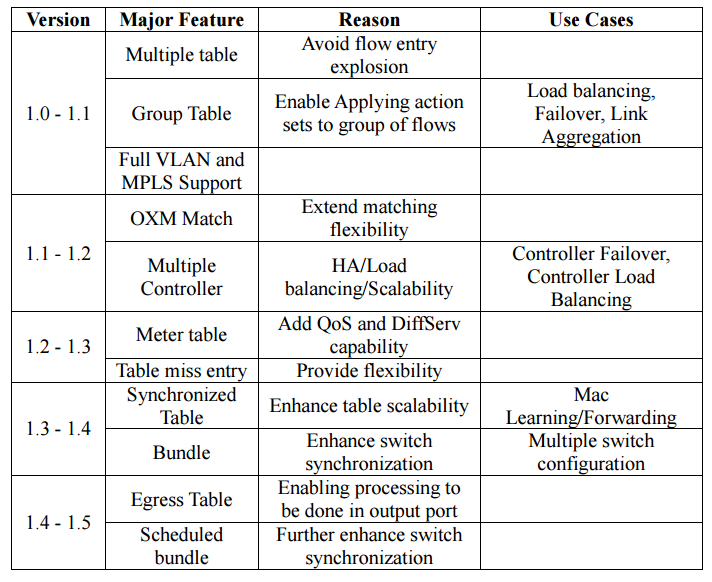 Version Major Feature Reason Use Cases
1.0 - 1.1
Multiple table
Avoid flow entry
explosion
Group Table
Enable Applying action
sets to group of flows
Load balancing,
Failover, Link
Aggregation
Full VLAN and
MPLS Support
1.1 - 1.2
OXM Match
Extend matching
flexibility
Multiple
Controller
HA/Load
balancing/Scalability
Controller Failover,
Controller Load
Balancing
1.2 - 1.3
Meter table
Add QoS and DiffServ
capability
Table miss entry
Provide flexibility
1.3 - 1.4
Synchronized
Table
Enhance table scalability
Mac
Learning/Forwarding
Bundle
Enhance switch
synchronization
Multiple switch
configuration
1.4 - 1.5
Egress Table
Enabling processing to
be done in output port
Scheduled
bundle
Further enhance switch
synchronization